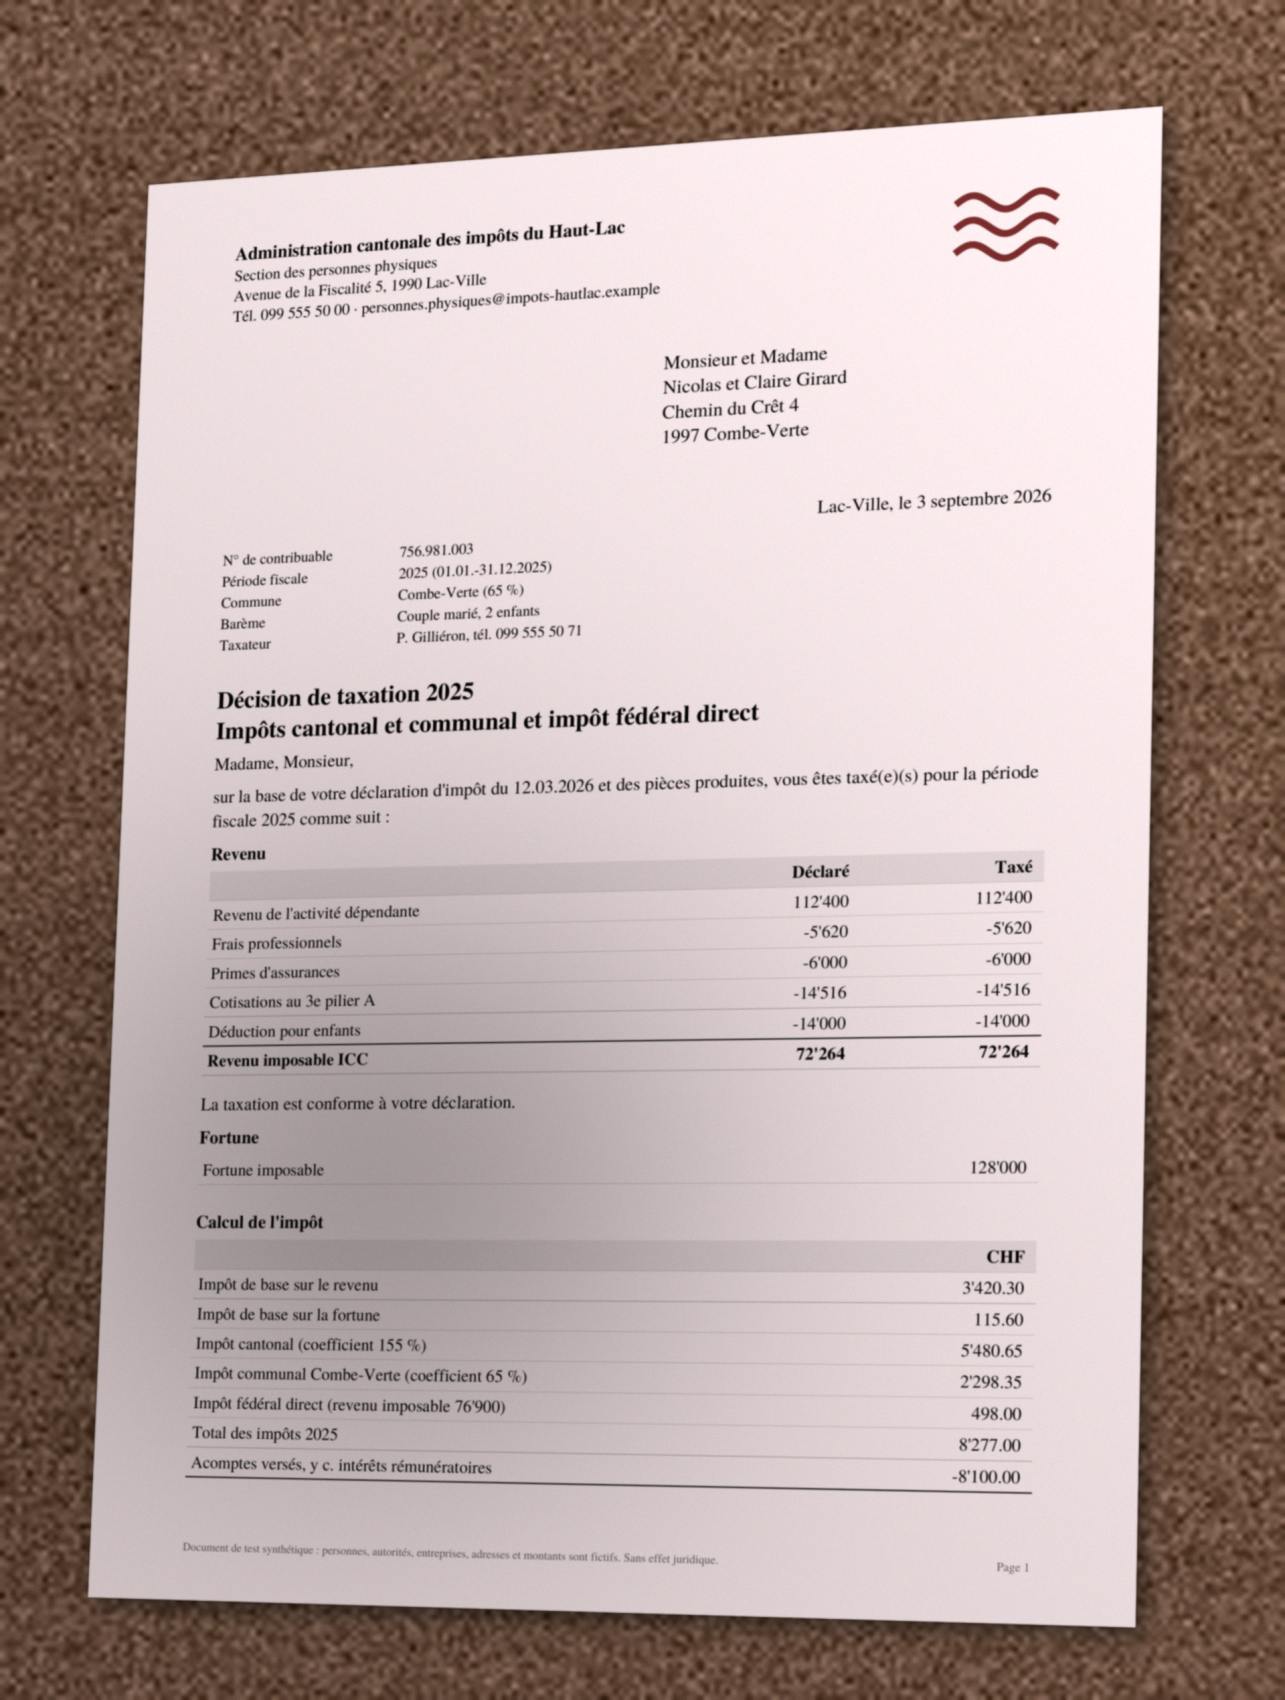 Administration cantonale des impôts du Haut-Lac
Section des personnes physiques
Avenue de la Fiscalité 5, 1990 Lac-Ville
Tél. 099 555 50 00 · personnes.physiques@impots-hautlac.example
Monsieur et Madame
Nicolas et Claire Girard
Chemin du Crêt 4
1997 Combe-Verte
Lac-Ville, le 3 septembre 2026
N° de contribuable 756.981.003
Période fiscale 2025 (01.01.-31.12.2025)
Commune Combe-Verte (65 %)
Barème Couple marié, 2 enfants
Taxateur P. Gilliéron, tél. 099 555 50 71
Décision de taxation 2025
Impôts cantonal et communal et impôt fédéral direct
Madame, Monsieur,
sur la base de votre déclaration d'impôt du 12.03.2026 et des pièces produites, vous êtes taxé(e)(s) pour la période
fiscale 2025 comme suit :
Revenu
Déclaré Taxé
Revenu de l'activité dépendante 112'400 112'400
Frais professionnels -5'620 -5'620
Primes d'assurances -6'000 -6'000
Cotisations au 3e pilier A -14'516 -14'516
Déduction pour enfants -14'000 -14'000
Revenu imposable ICC 72'264 72'264
La taxation est conforme à votre déclaration.
Fortune
Fortune imposable 128'000
Calcul de l'impôt
CHF
Impôt de base sur le revenu 3'420.30
Impôt de base sur la fortune 115.60
Impôt cantonal (coefficient 155 %) 5'480.65
Impôt communal Combe-Verte (coefficient 65 %) 2'298.35
Impôt fédéral direct (revenu imposable 76'900) 498.00
Total des impôts 2025 8'277.00
Acomptes versés, y c. intérêts rémunératoires -8'100.00
Document de test synthétique : personnes, autorités, entreprises, adresses et montants sont fictifs. Sans effet juridique.
Page 1